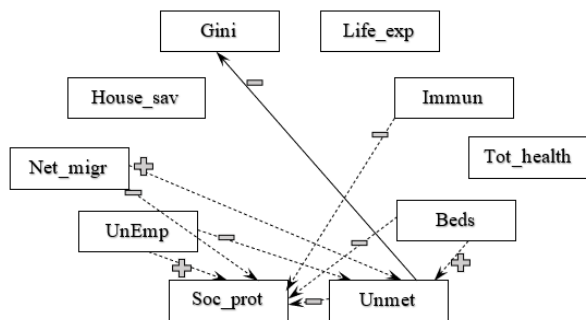 Gini
Life_exp
House_sav
Immun
Net_migr
Tot_health
UnEmp
Beds
Soc_prot
Unmet